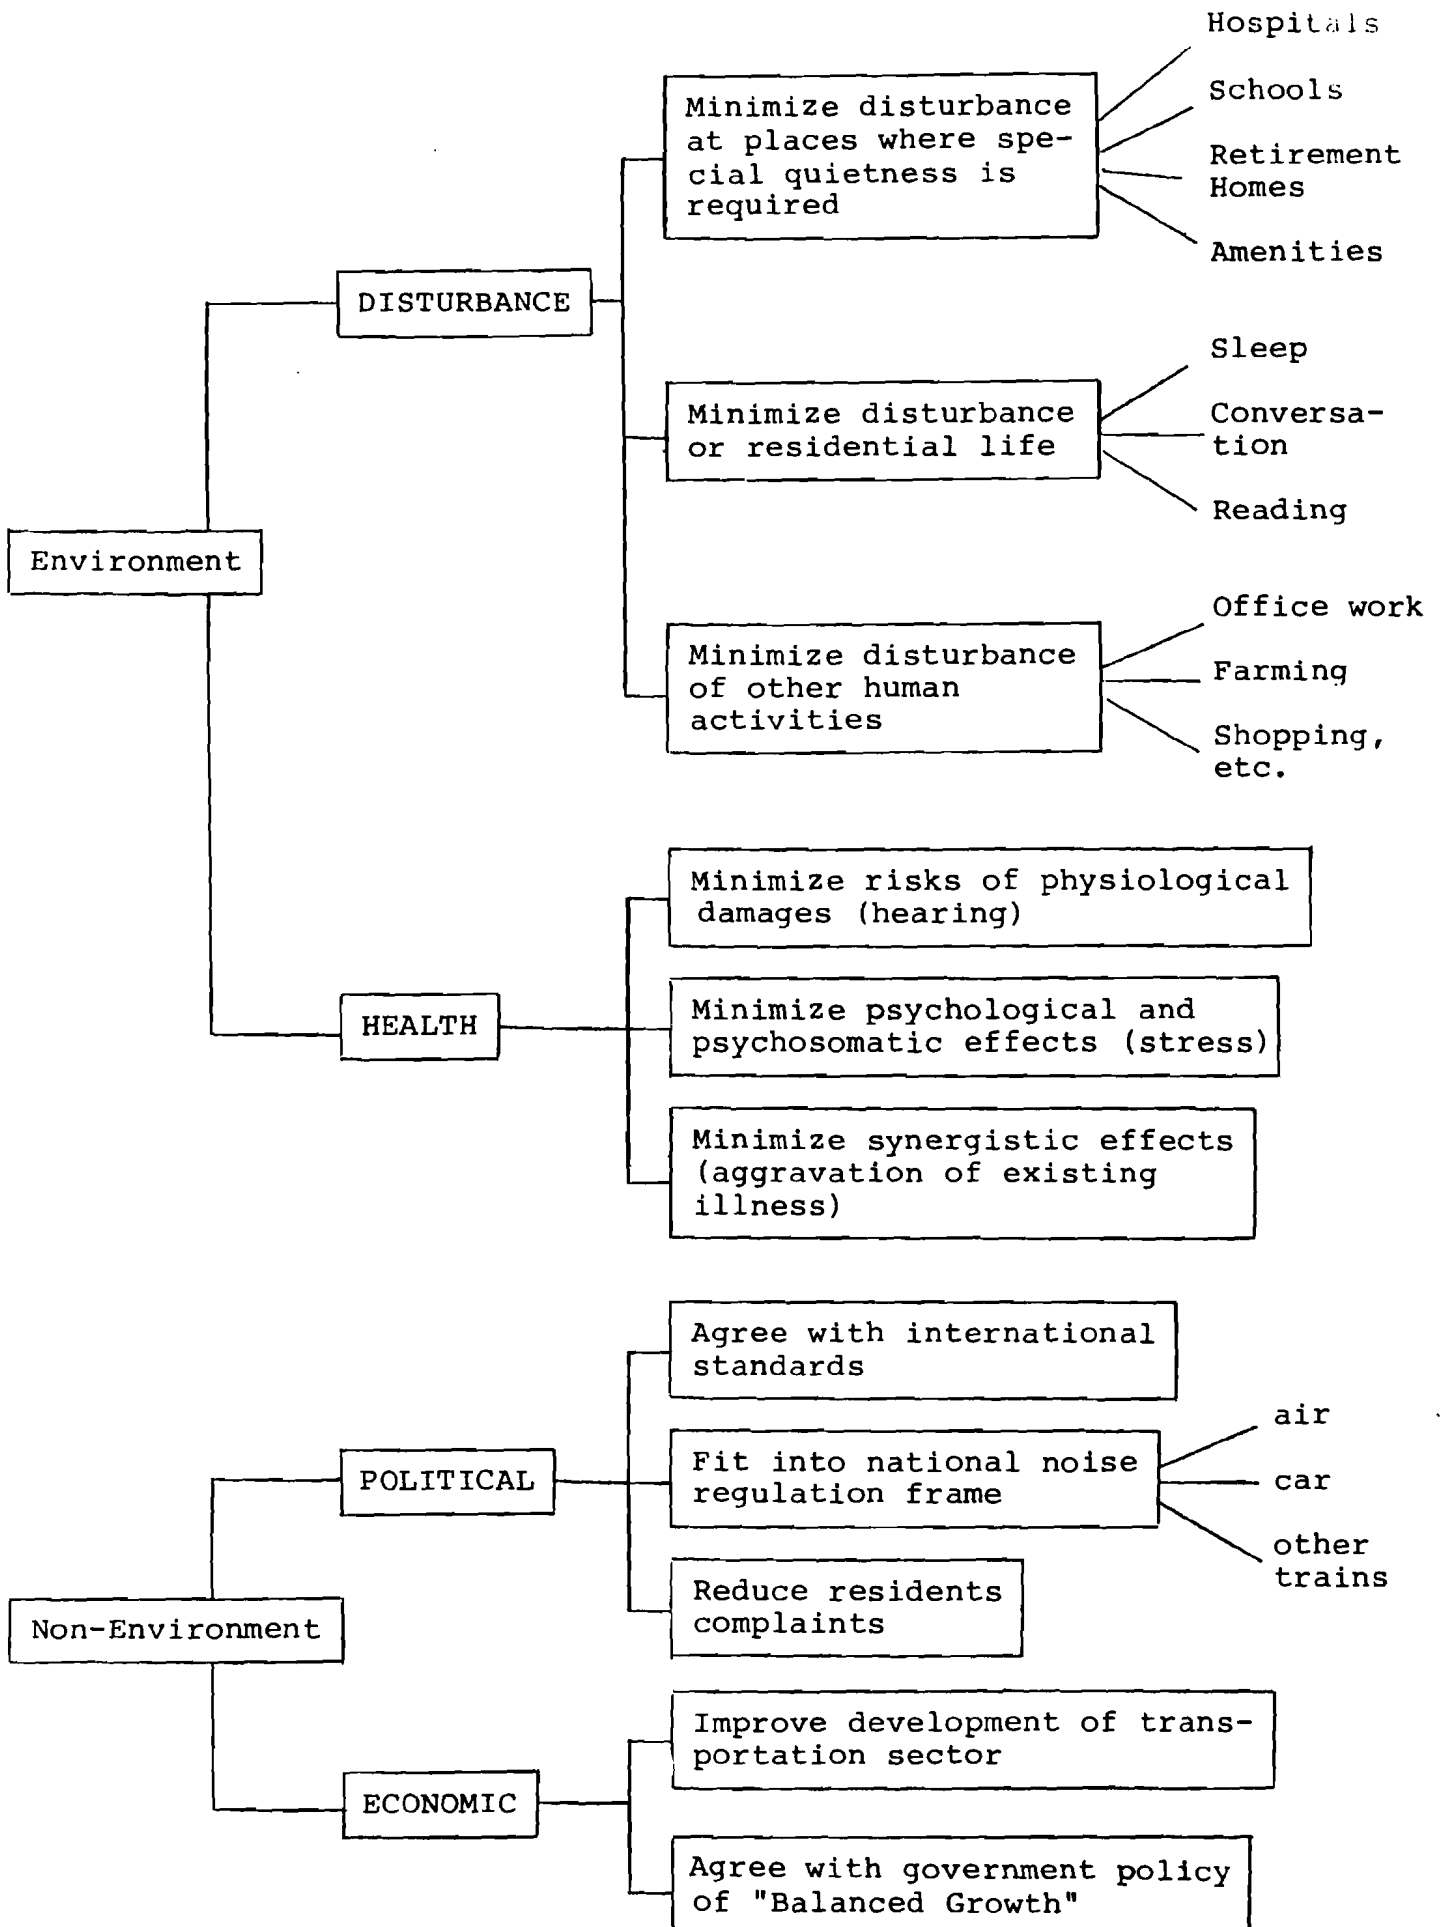 Hospitals
Schools
Retirement
Homes
Amenities
Minimize disturbance
at places where spe-
cial quietness is
required
DISTURBANCE
Sleep
Conversa-
tion
Reading
Minimize disturbance
or residential life
Environment
Office work
Farming
Shopping,
etc.
Minimize disturbance
of other human
activities
Minimize risks of physiological
damages (hearing)
HEALTH
Minimize psychological and
psychosomatic effects (stress)
Minimize synergistic effects
(aggravation of existing
illness)
Agree with international
standards
POLITICAL
Fit into national noise
regulation frame
air
car
other
trains
Reduce residents
complaints
Non-Environment
Improve development of trans-
portation sector
ECONOMIC
Agree with government policy
of "Balanced Growth"